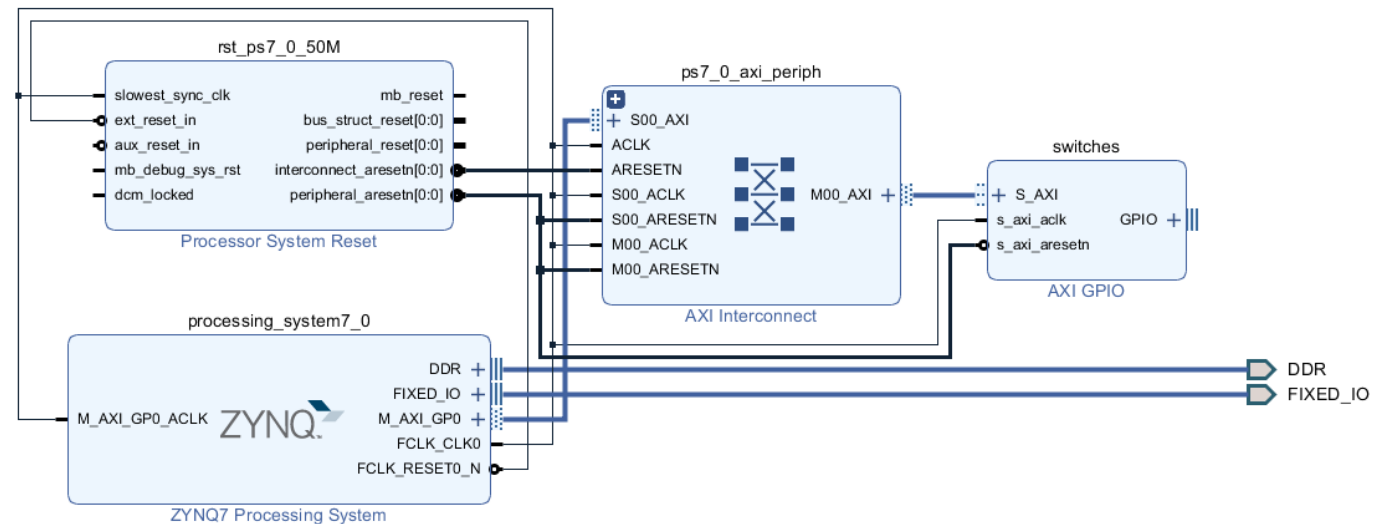 rst_ps7_0_50M
slowest_sync_clk
ext_reset_in
aux_reset_in
mb_debug_sys_rst
dcm_locked
mb_reset
bus_struct_reset[0:0]
peripheral_reset[0:0]
interconnect_aresetn[0:0]
peripheral_aresetn[0:0]
Processor System Reset
ps7_0_axi_periph
S00_AXI
ACLK
ARESETN
S00_ACLK
S00_ARESETN
M00_ACLK
M00_ARESETN
M00_AXI
AXI Interconnect
switches
S_AXI
s_axi_aclk
s_axi_aresetn
GPIO
AXI GPIO
processing_system7_0
M_AXI_GP0_ACLK
ZYNQ
DDR
FIXED_IO
M_AXI_GP0
FCLK_CLK0
FCLK_RESET0_N
ZYNQ7 Processing System
DDR
FIXED_IO